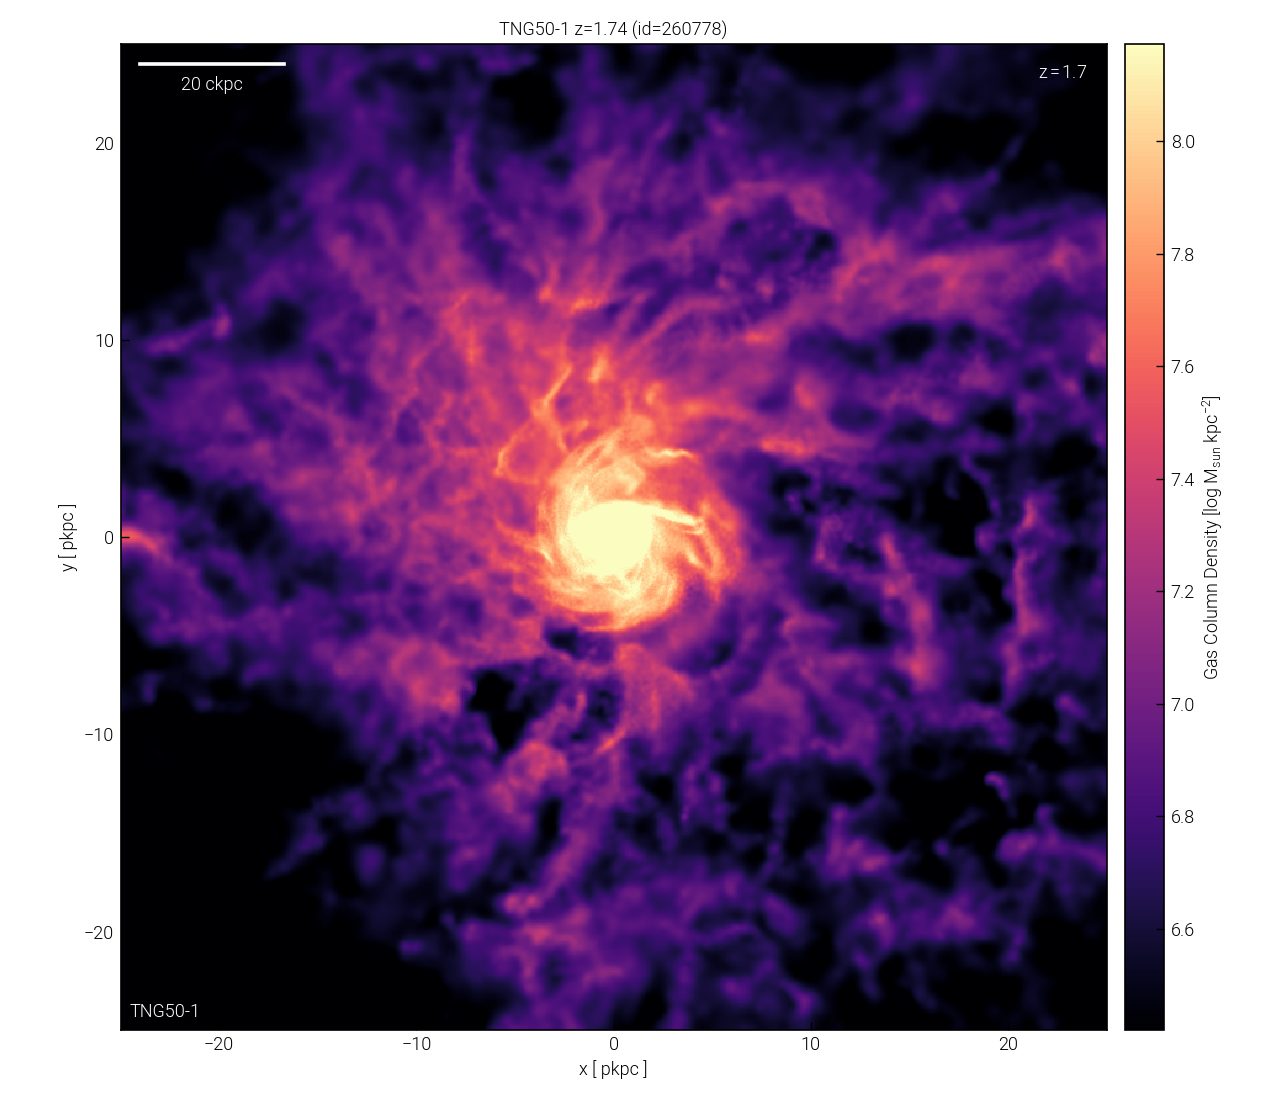 TNG50-1 z=1.74 (id=260778)
20 ckpc
z = 1.7
20
10
0
−10
−20
y [ pkpc ]
TNG50-1
−20
−10
0
10
20
x [ pkpc ]
8.0
7.8
7.6
7.4
7.2
7.0
6.8
6.6
Gas Column Density [log M_sun kpc^−2]